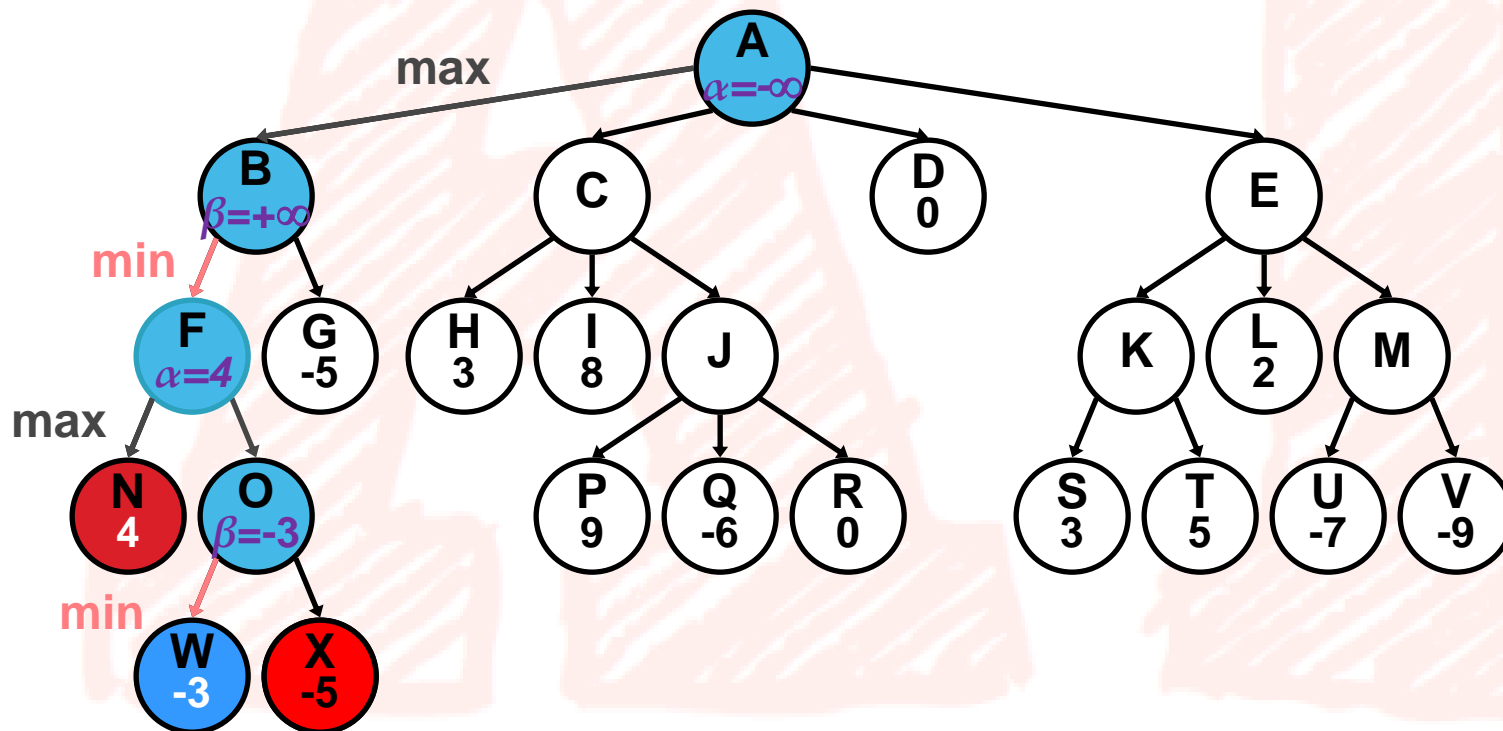 A
α=-∞
max
B
β=+∞
C
D
0
E
min
F
α=4
G
-5
H
3
I
8
J
K
L
2
M
max
N
4
O
β=-3
P
9
Q
-6
R
0
S
3
T
5
U
-7
V
-9
min
W
-3
X
-5